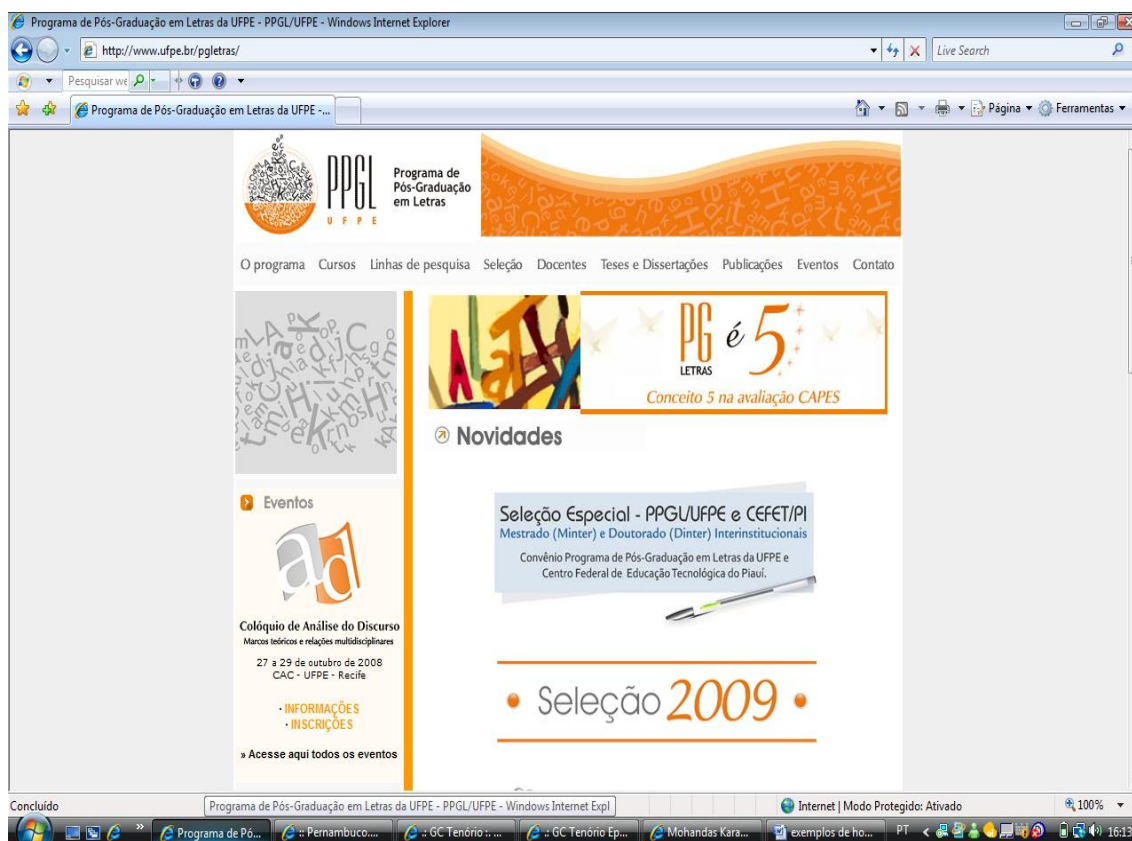 Programa de Pós-Graduação em Letras da UFPE - PPGL/UFPE - Windows Internet Explorer
http://www.ufpe.br/pgletras/
Live Search
Pesquisar we
Programa de Pós-Graduação em Letras da UFPE -...
Página
Ferramentas
PPGL
UFPE
Programa de
Pós-Graduação
em Letras
O programa Cursos Linhas de pesquisa Seleção Docentes Teses e Dissertações Publicações Eventos Contato
PG é 5
LETRAS
Conceito 5 na avaliação CAPES
Novidades
Seleção Especial - PPGL/UFPE e CEFET/PI
Mestrado (Minter) e Doutorado (Dinter) Interinstitucionais
Convênio Programa de Pós-Graduação em Letras da UFPE e
Centro Federal de Educação Tecnológica do Piauí.
Seleção 2009
Eventos
ad
Colóquio de Análise do Discurso
Marcos teóricos e relações multidisciplinares
27 a 29 de outubro de 2008
CAC - UFPE - Recife
· INFORMAÇÕES
· INSCRIÇÕES
» Acesse aqui todos os eventos
Concluído
Programa de Pós-Graduação em Letras da UFPE - PPGL/UFPE - Windows Internet Expl
Internet | Modo Protegido: Ativado
100%
Programa de Pó...
:: Pernambuco....
.: GC Tenório :. ...
.: GC Tenório Ep...
Mohandas Kara...
exemplos de ho...
PT
16:13